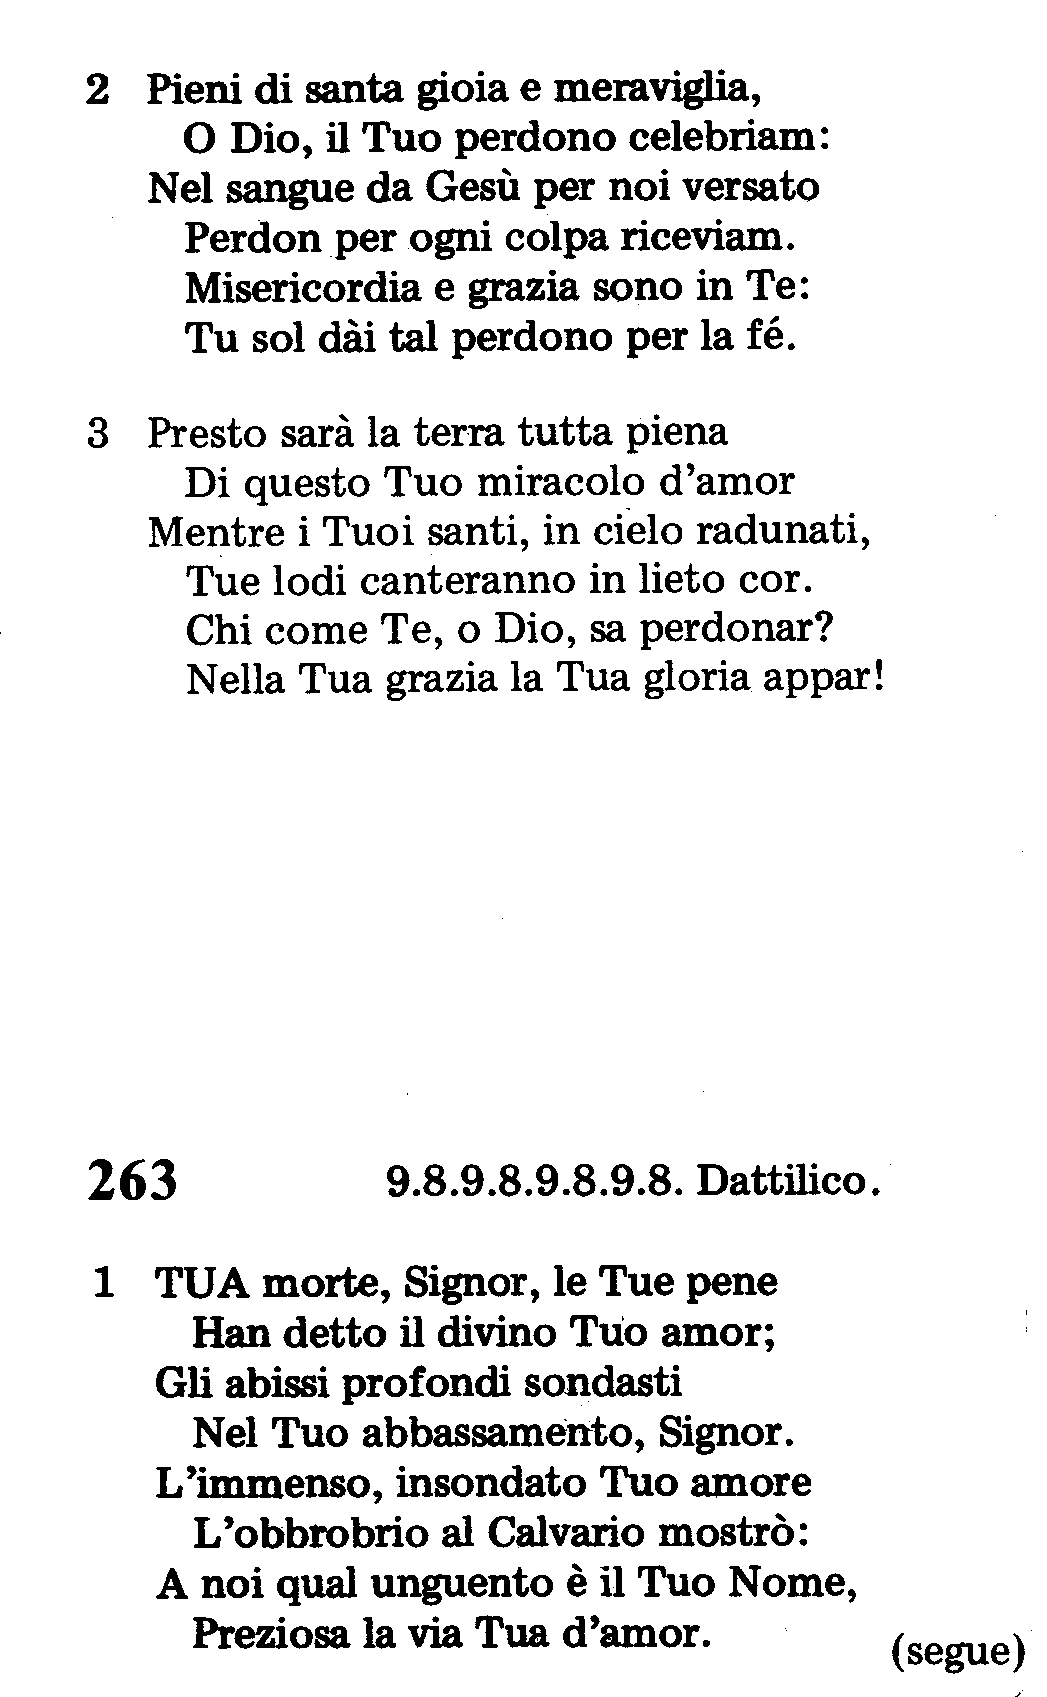 2 Pieni di santa gioia e meraviglia,
O Dio, il Tuo perdono celebriam:
Nel sangue da Gesù per noi versato
Perdon per ogni colpa riceviam.
Misericordia e grazia sono in Te:
Tu sol dài tal perdono per la fé.
3 Presto sarà la terra tutta piena
Di questo Tuo miracolo d'amor
Mentre i Tuoi santi, in cielo radunati,
Tue lodi canteranno in lieto cor.
Chi come Te, o Dio, sa perdonar?
Nella Tua grazia la Tua gloria appar!
263 9.8.9.8.9.8.9.8. Dattilico.
1 TUA morte, Signor, le Tue pene
Han detto il divino Tuo amor;
Gli abissi profondi sondasti
Nel Tuo abbassamento, Signor.
L'immenso, insondato Tuo amore
L'obbrobrio al Calvario mostrò:
A noi qual unguento è il Tuo Nome,
Preziosa la via Tua d'amor.
(segue)